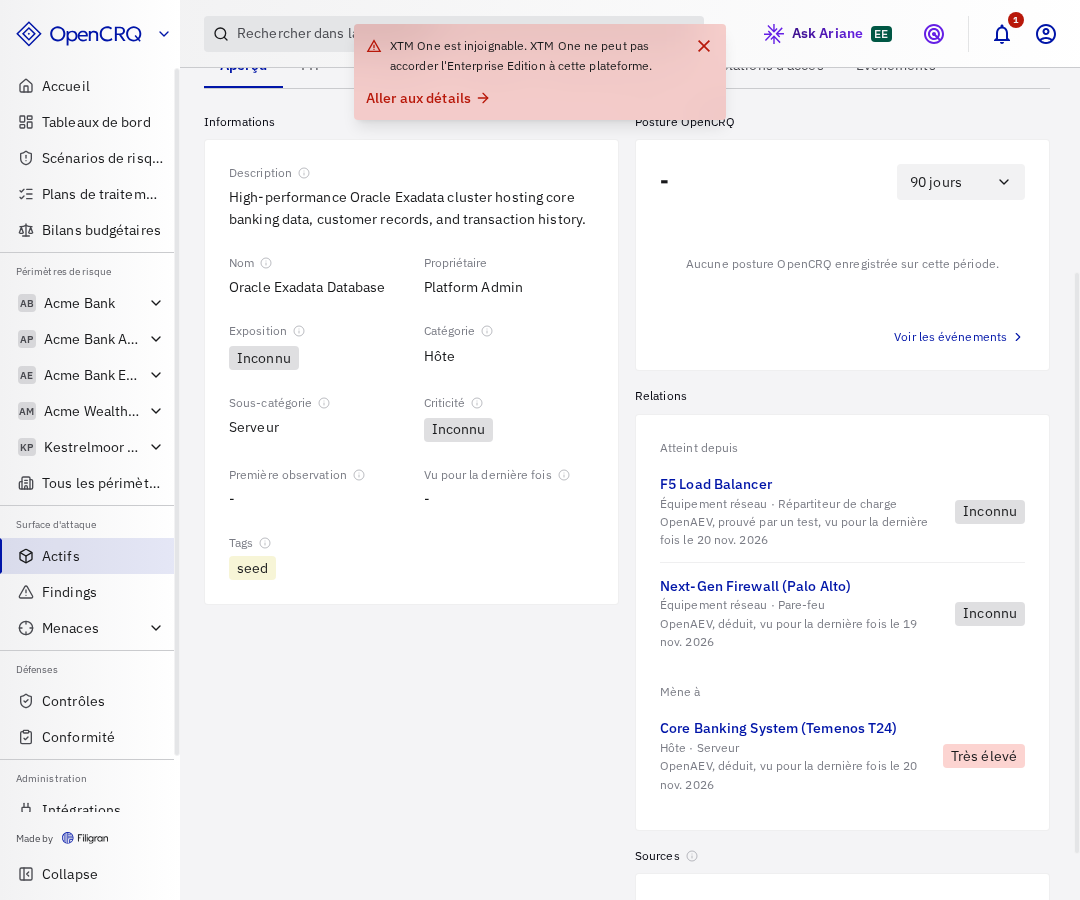 OpenCRQ
Rechercher dans la
Ask Ariane EE
1
XTM One est injoignable. XTM One ne peut pas
accorder l'Enterprise Edition à cette plateforme.
Aller aux détails
Accueil
Tableaux de bord
Scénarios de risq...
Plans de traitem...
Bilans budgétaires
Périmètres de risque
AB Acme Bank
AP Acme Bank A...
AE Acme Bank E...
AM Acme Wealth...
KP Kestrelmoor ...
Tous les périmèt...
Surface d'attaque
Actifs
Findings
Menaces
Défenses
Contrôles
Conformité
Administration
Intégrations
Made by Filigran
Collapse
Aperçu
Événements
Informations
Description
High-performance Oracle Exadata cluster hosting core
banking data, customer records, and transaction history.
Nom
Oracle Exadata Database
Propriétaire
Platform Admin
Exposition
Inconnu
Catégorie
Hôte
Sous-catégorie
Serveur
Criticité
Inconnu
Première observation
-
Vu pour la dernière fois
-
Tags
seed
Posture OpenCRQ
-
90 jours
Aucune posture OpenCRQ enregistrée sur cette période.
Voir les événements
Relations
Atteint depuis
F5 Load Balancer
Équipement réseau · Répartiteur de charge
OpenAEV, prouvé par un test, vu pour la dernière
fois le 20 nov. 2026
Inconnu
Next-Gen Firewall (Palo Alto)
Équipement réseau · Pare-feu
OpenAEV, déduit, vu pour la dernière fois le 19
nov. 2026
Inconnu
Mène à
Core Banking System (Temenos T24)
Hôte · Serveur
OpenAEV, déduit, vu pour la dernière fois le 20
nov. 2026
Très élevé
Sources